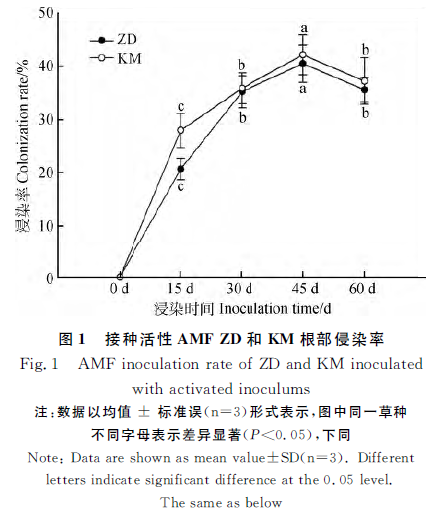 50
ZD
KM
40
30
20
10
0
浸染率 Colonization rate/%
a
b
b
c
c
b
a
b
0 d
15 d
30 d
45 d
60 d
浸染时间 Inoculation time/d
图 1 接种活性 AMF ZD 和 KM 根部侵染率
Fig. 1 AMF inoculation rate of ZD and KM inoculated
with activated inoculums
注:数据以均值 ± 标准误(n=3)形式表示,图中同一草种
不同字母表示差异显著(P<0.05),下同
Note: Data are shown as mean value±SD(n=3). Different
letters indicate significant difference at the 0.05 level.
The same as below